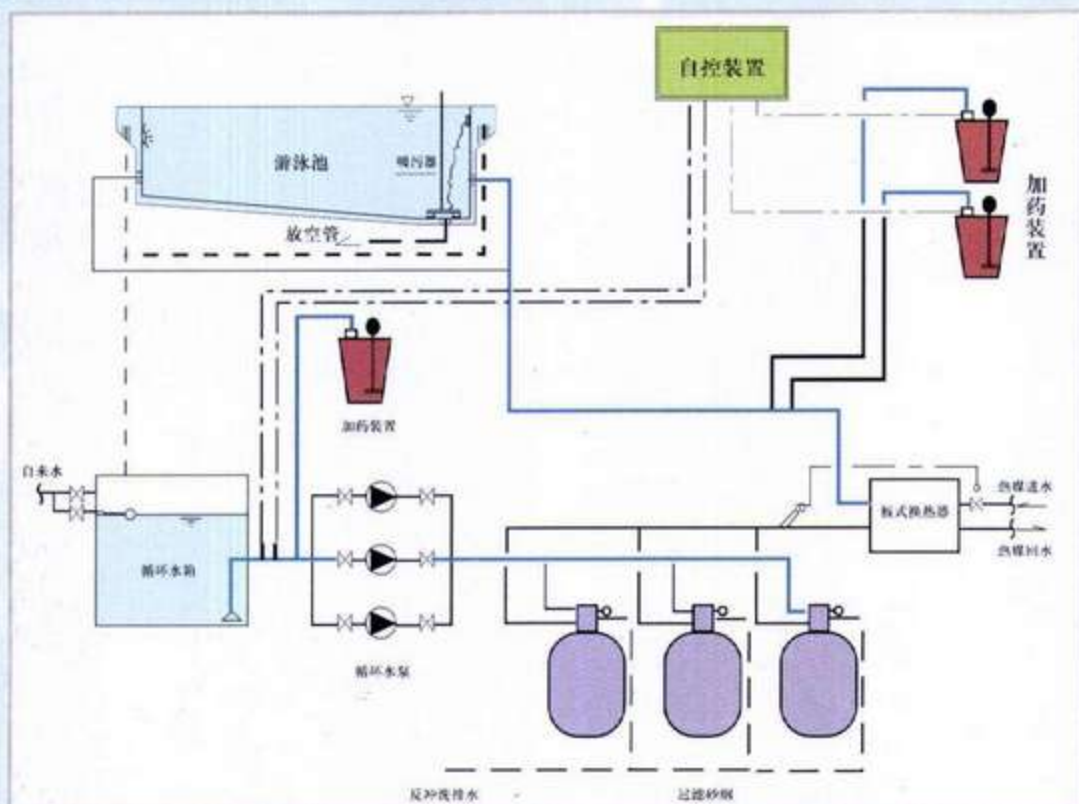 自控装置
游泳池
吸污器
放空管
加药装置
加药装置
自来水
循环水箱
循环水泵
板式换热器
热媒进水
热媒回水
反冲洗排水
过滤砂缸